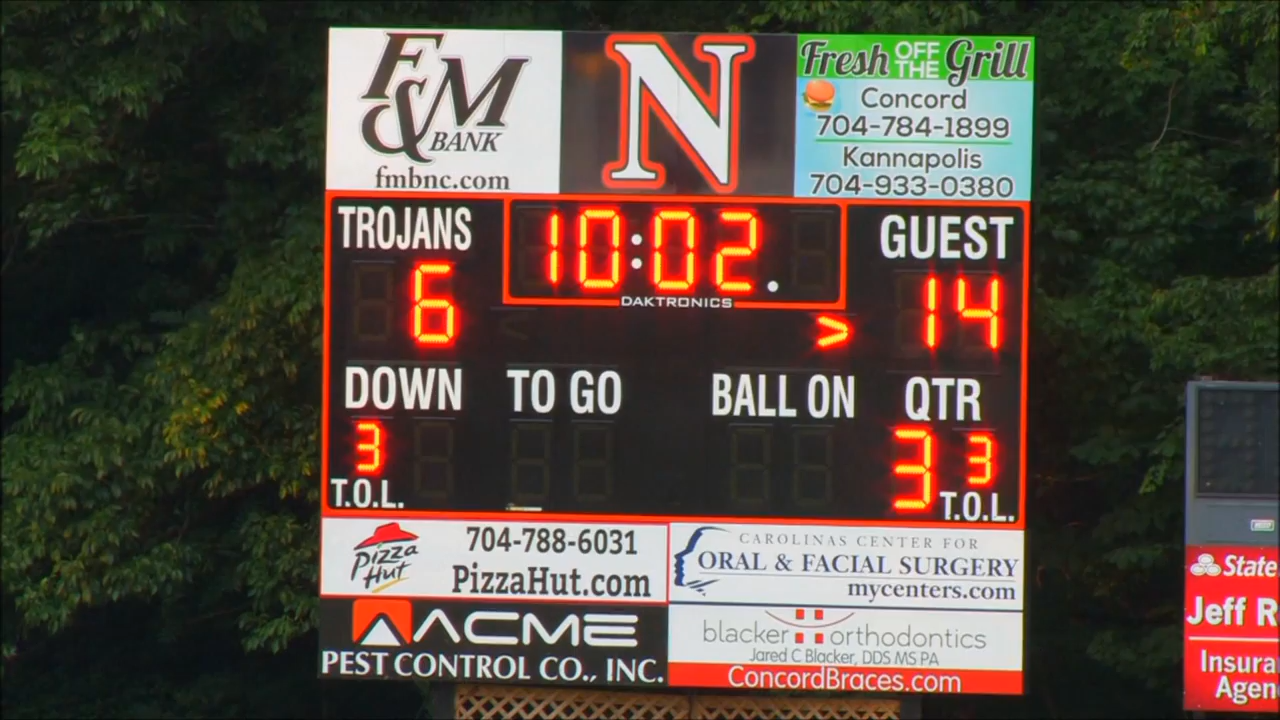 F&M
BANK
fmbnc.com
N
Fresh OFF THE Grill
Concord
704-784-1899
Kannapolis
704-933-0380
TROJANS
10:02.
GUEST
6
DAKTRONICS
>
14
DOWN
TO GO
BALL ON
QTR
3
3
3
T.O.L.
T.O.L.
Pizza
Hut
704-788-6031
PizzaHut.com
CAROLINAS CENTER FOR
ORAL & FACIAL SURGERY
mycenters.com
ACME
PEST CONTROL CO., INC.
blacker orthodontics
Jared C Blacker, DDS MS PA
ConcordBraces.com
State
Jeff R
Insura
Agen